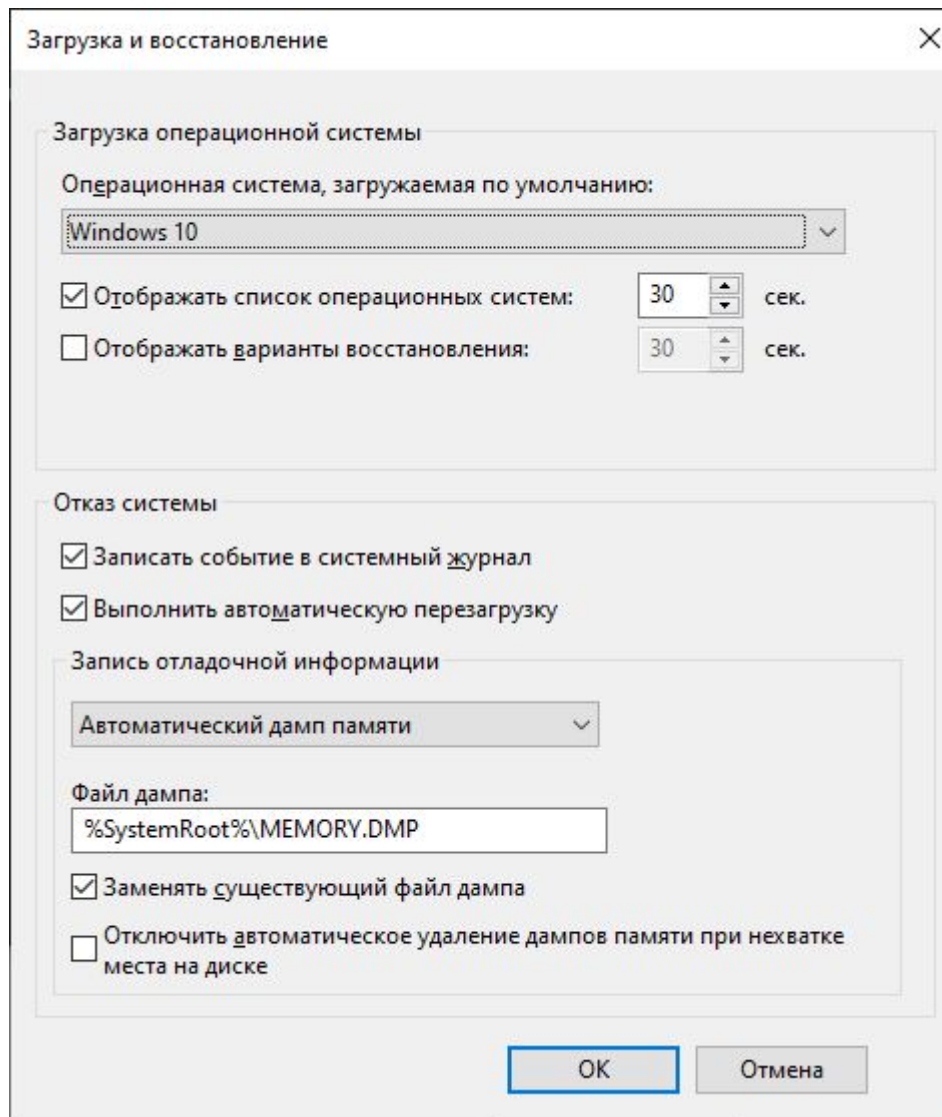 Загрузка и восстановление
Загрузка операционной системы
Операционная система, загружаемая по умолчанию:
Windows 10
Отображать список операционных систем: 30 сек.
Отображать варианты восстановления: 30 сек.
Отказ системы
Записать событие в системный журнал
Выполнить автоматическую перезагрузку
Запись отладочной информации
Автоматический дамп памяти
Файл дампа:
%SystemRoot%\MEMORY.DMP
Заменять существующий файл дампа
Отключить автоматическое удаление дампов памяти при нехватке
места на диске
ОК Отмена